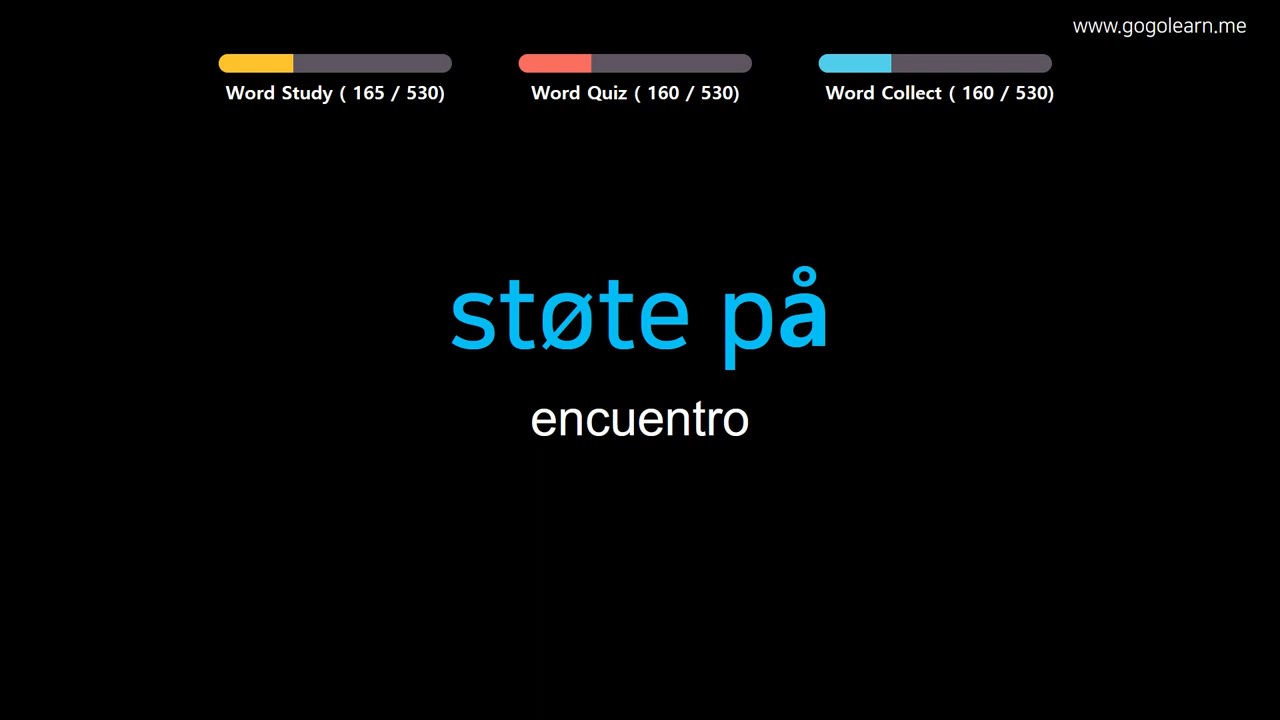 www.gogolearn.me
Word Study ( 165 / 530)
Word Quiz ( 160 / 530)
Word Collect ( 160 / 530)
støte på
encuentro